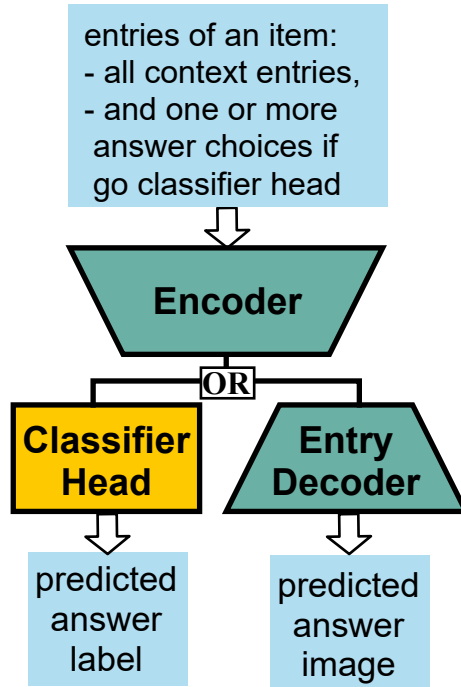 entries of an item:
- all context entries,
- and one or more
answer choices if
go classifier head
Encoder
OR
Classifier
Head
Entry
Decoder
predicted
answer
label
predicted
answer
image